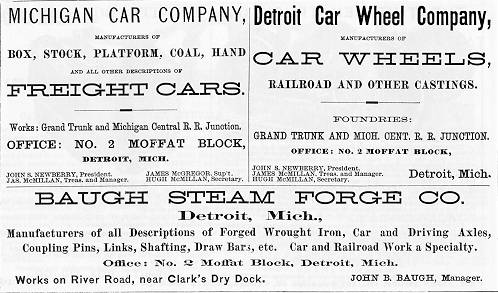 MICHIGAN CAR COMPANY,
MANUFACTURERS OF
BOX, STOCK, PLATFORM, COAL, HAND
AND ALL OTHER DESCRIPTIONS OF
FREIGHT CARS.
Works: Grand Trunk and Michigan Central R. R. Junction.
OFFICE: NO. 2 MOFFAT BLOCK,
DETROIT, MICH.
JOHN S. NEWBERRY, President. JAMES McGREGOR, Sup't.
JAS. McMILLAN, Treas. and Manager. HUGH McMILLAN, Secretary.
Detroit Car Wheel Company,
MANUFACTURERS OF
CAR WHEELS,
RAILROAD AND OTHER CASTINGS.
FOUNDRIES:
GRAND TRUNK AND MICH. CENT. R. R. JUNCTION.
OFFICE: NO. 2 MOFFAT BLOCK,
JOHN S. NEWBERRY, President.
JAMES McMILLAN, Treas. and Manager.
HUGH McMILLAN, Secretary.
Detroit, Mich.
BAUGH STEAM FORGE CO.
Detroit, Mich.,
Manufacturers of all Descriptions of Forged Wrought Iron, Car and Driving Axles,
Coupling Pins, Links, Shafting, Draw Bars, etc. Car and Railroad Work a Specialty.
Office: No. 2 Moffat Block, Detroit, Mich.
Works on River Road, near Clark's Dry Dock. JOHN B. BAUGH, Manager.